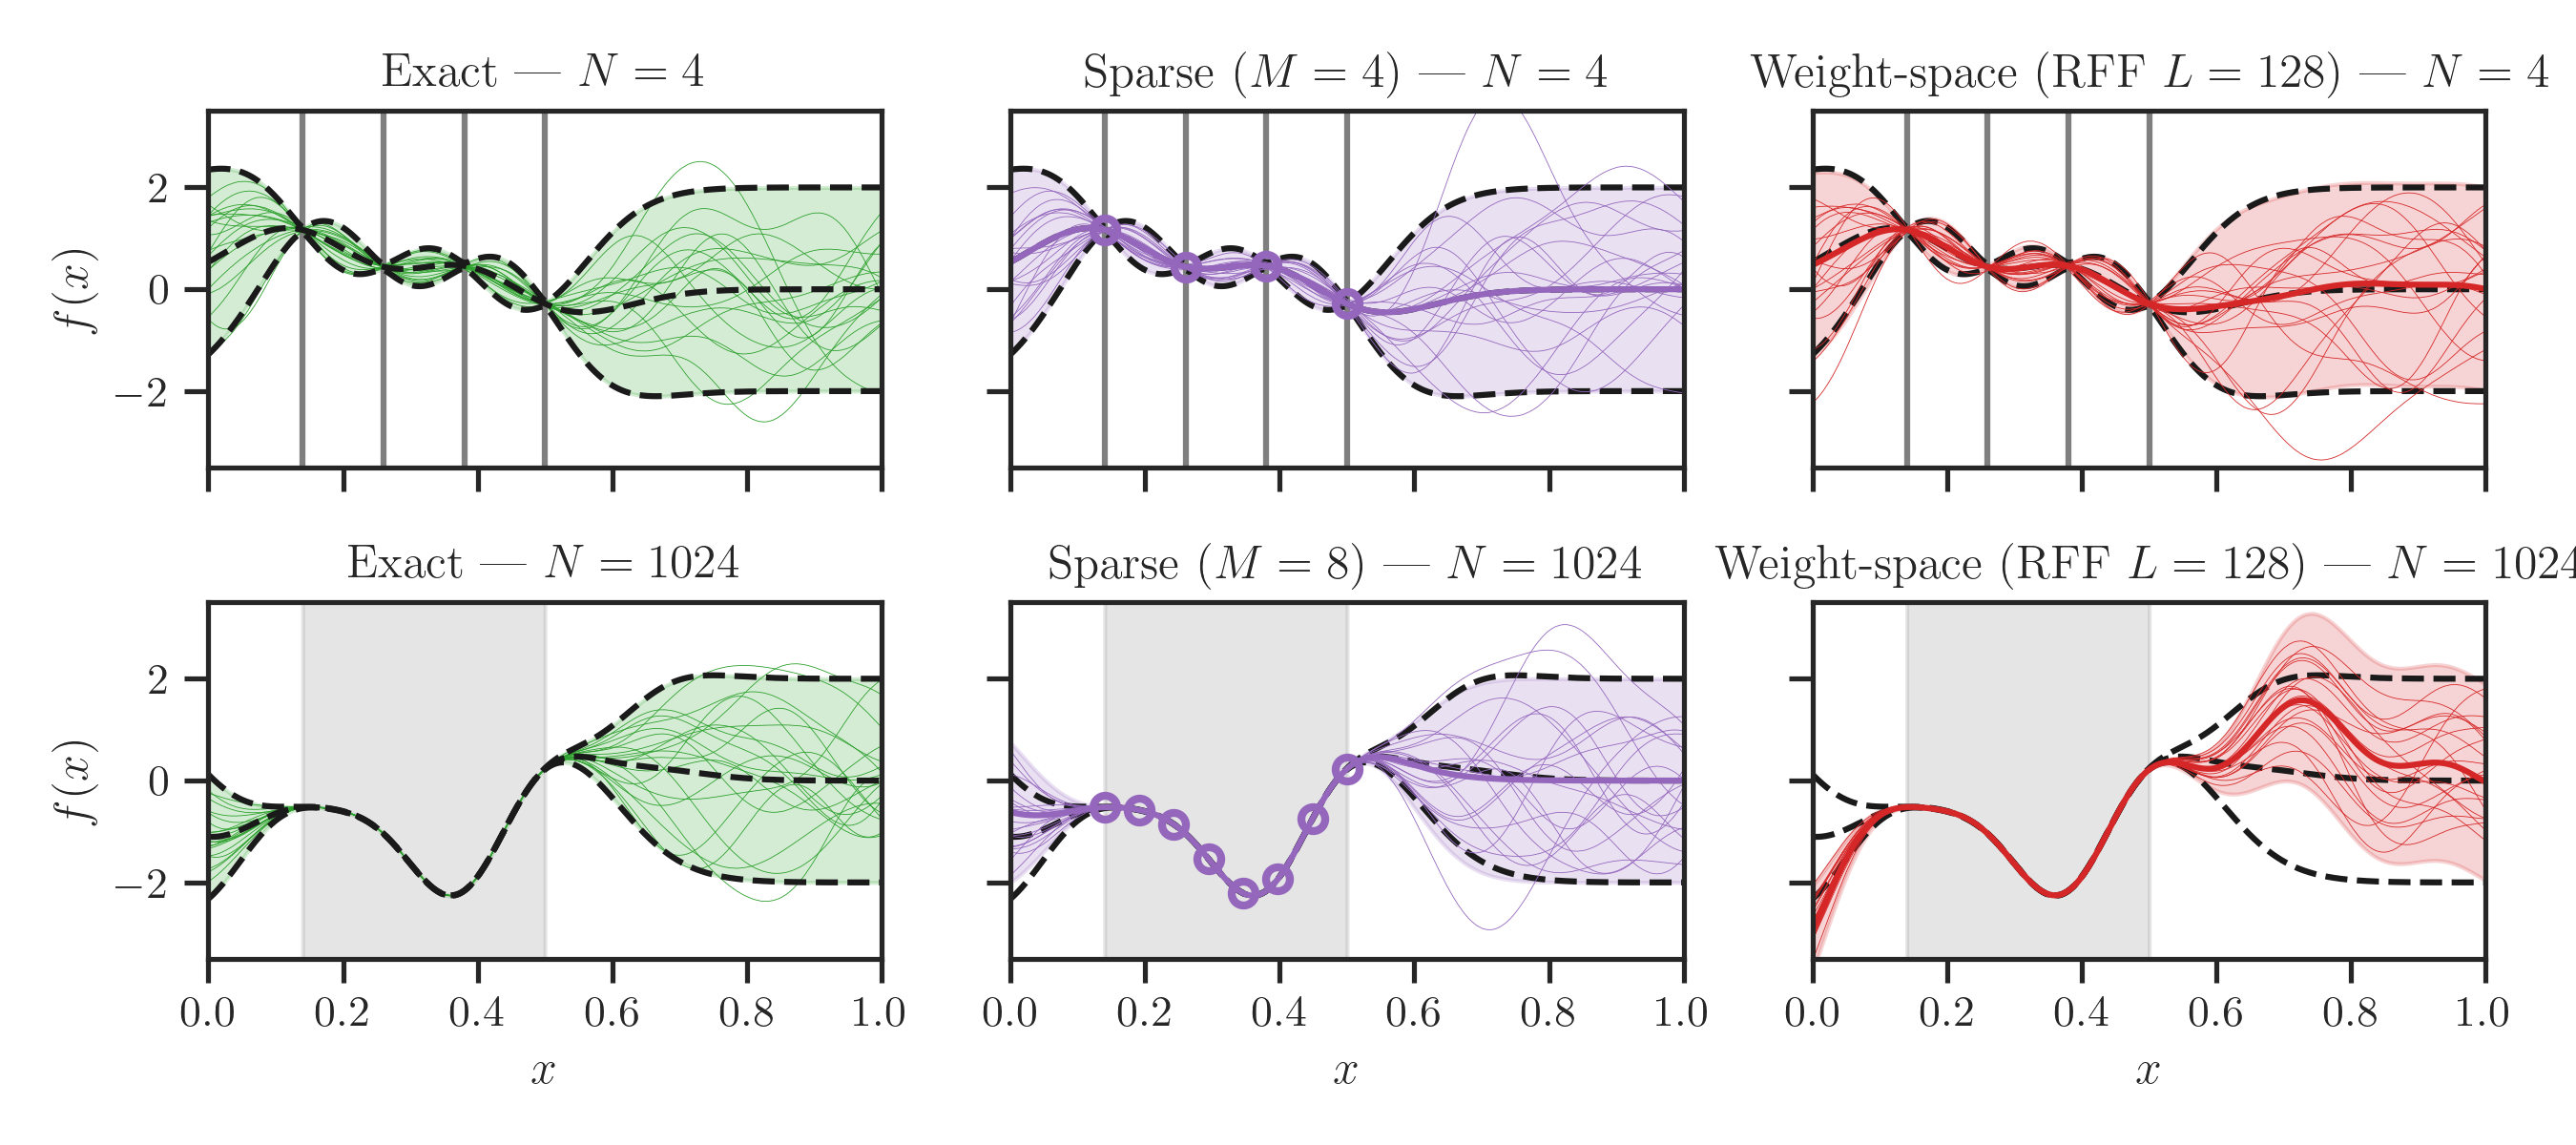 Exact — N = 4
Sparse (M = 4) — N = 4
Weight-space (RFF L = 128) — N = 4
f(x)
2
0
−2
Exact — N = 1024
Sparse (M = 8) — N = 1024
Weight-space (RFF L = 128) — N = 1024
f(x)
2
0
−2
0.0 0.2 0.4 0.6 0.8 1.0
0.0 0.2 0.4 0.6 0.8 1.0
0.0 0.2 0.4 0.6 0.8 1.0
x
x
x